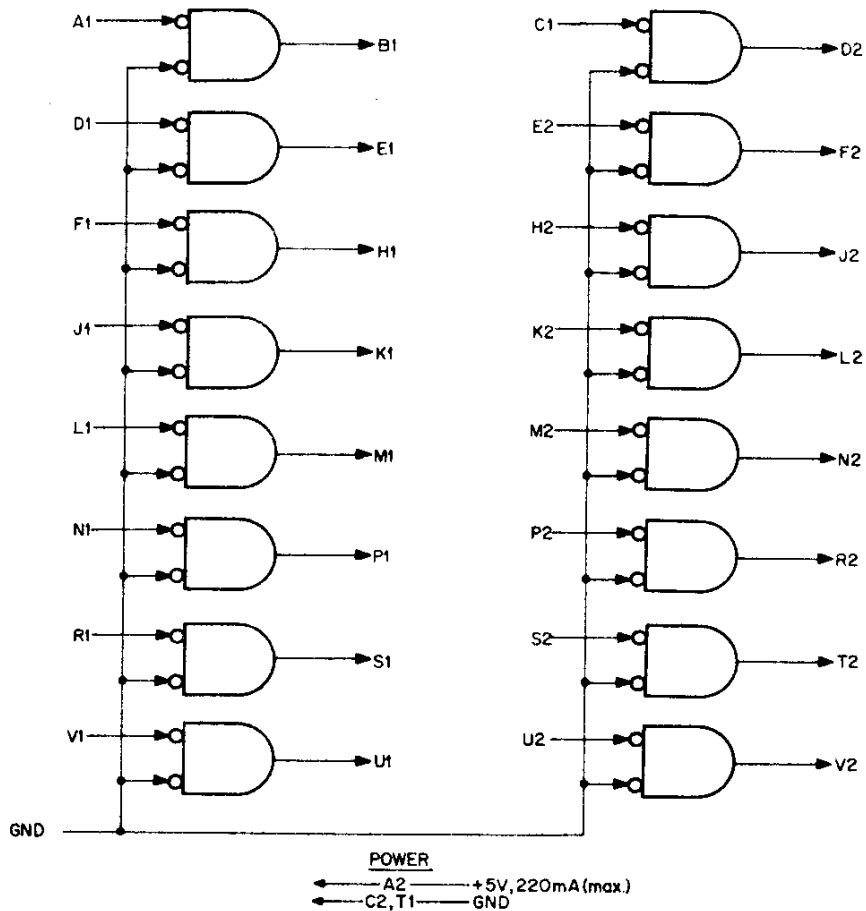 A1
B1
C1
D2
D1
E1
E2
F2
F1
H1
H2
J2
J1
K1
K2
L2
L1
M1
M2
N2
N1
P1
P2
R2
R1
S1
S2
T2
V1
U1
U2
V2
GND
POWER
A2 +5V, 220mA (max.)
C2, T1 GND